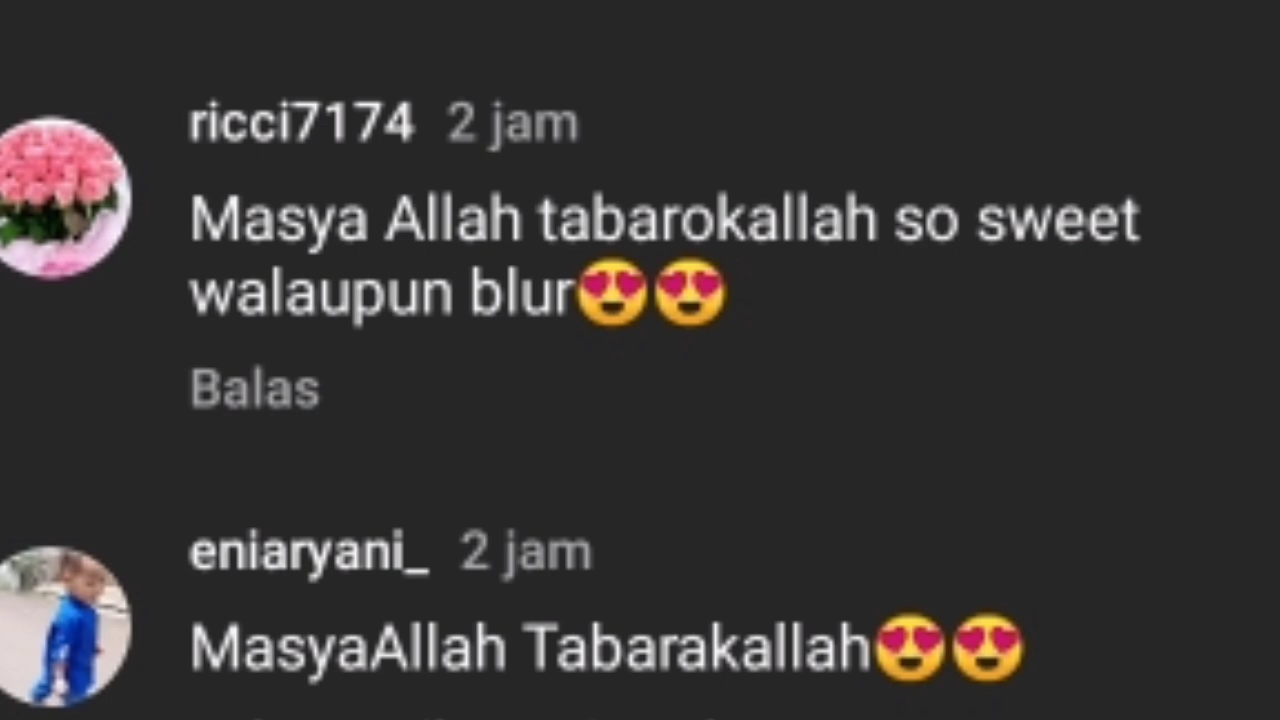 ricci7174 2 jam
Masya Allah tabarokallah so sweet
walaupun blur😍😍
Balas
eniaryani_ 2 jam
MasyaAllah Tabarakallah😍😍